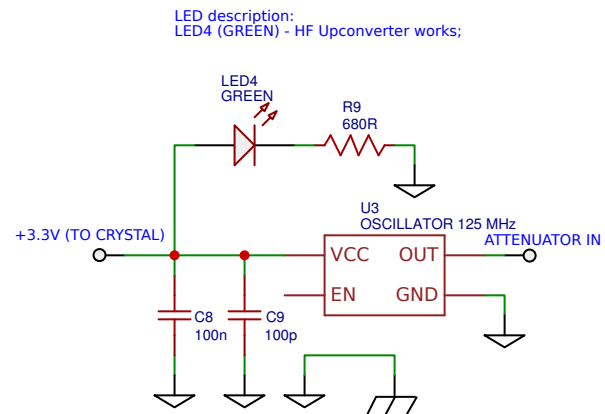 LED description:
LED4 (GREEN) - HF Upconverter works;
LED4
GREEN
R9
680R
U3
OSCILLATOR 125 MHz
+3.3V (TO CRYSTAL)
ATTENUATOR IN
VCC OUT
EN GND
C8 C9
100n 100p